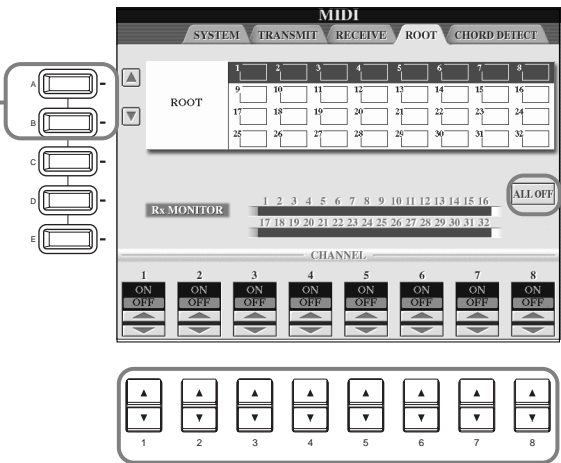 MIDI
SYSTEM TRANSMIT RECEIVE ROOT CHORD DETECT
A
B
C
D
E
ROOT
1 2 3 4 5 6 7 8
9 10 11 12 13 14 15 16
17 18 19 20 21 22 23 24
25 26 27 28 29 30 31 32
ALL OFF
Rx MONITOR
1 2 3 4 5 6 7 8 9 10 11 12 13 14 15 16
17 18 19 20 21 22 23 24 25 26 27 28 29 30 31 32
CHANNEL
1 2 3 4 5 6 7 8
ON ON ON ON ON ON ON ON
OFF OFF OFF OFF OFF OFF OFF OFF
1 2 3 4 5 6 7 8